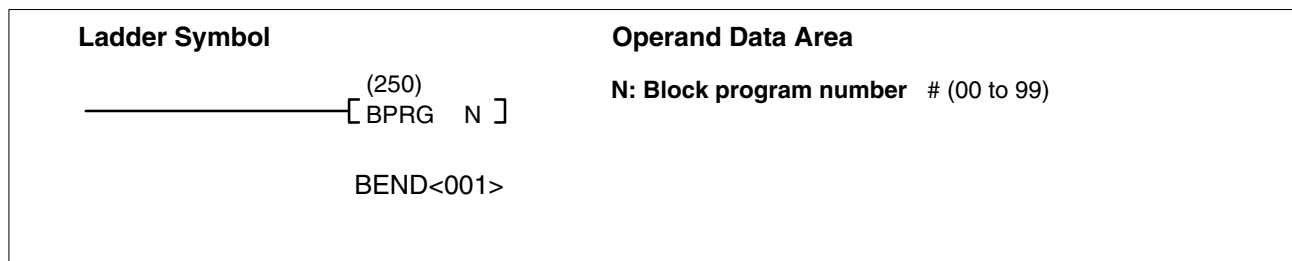 Ladder Symbol
(250)
BPRG N
BEND<001>
Operand Data Area
N: Block program number # (00 to 99)